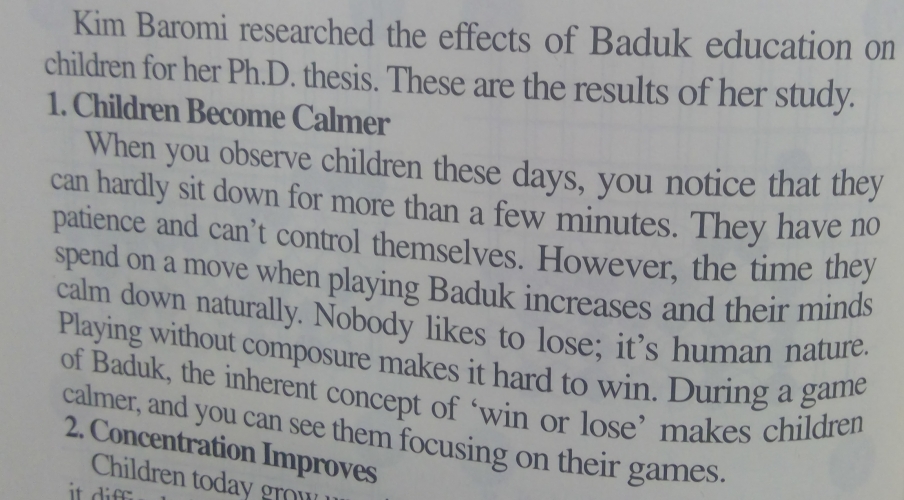 Kim Baromi researched the effects of Baduk education on
children for her Ph.D. thesis. These are the results of her study.
1. Children Become Calmer
When you observe children these days, you notice that they
can hardly sit down for more than a few minutes. They have no
patience and can't control themselves. However, the time they
spend on a move when playing Baduk increases and their minds
calm down naturally. Nobody likes to lose; it's human nature.
Playing without composure makes it hard to win. During a game
of Baduk, the inherent concept of 'win or lose' makes children
calmer, and you can see them focusing on their games.
2. Concentration Improves
Children today grow
it